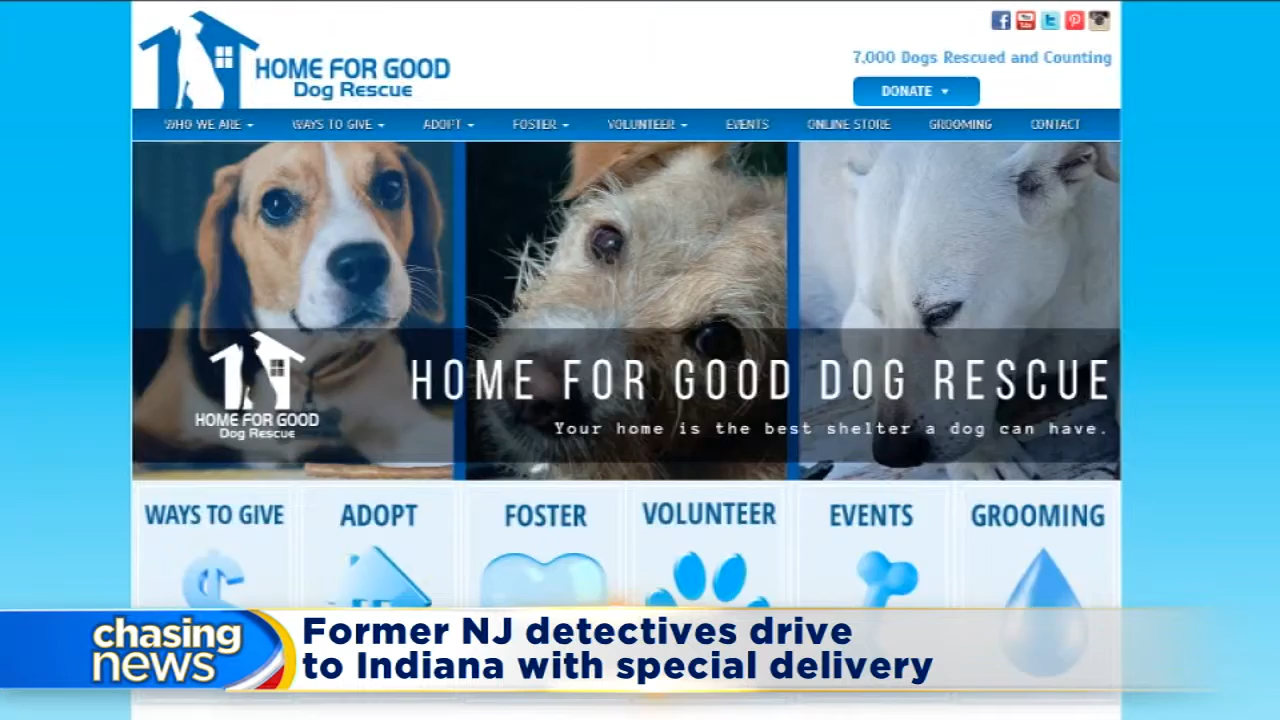 HOME FOR GOOD
Dog Rescue
7,000 Dogs Rescued and Counting
DONATE
WHO WE ARE
WAYS TO GIVE
ADOPT
FOSTER
VOLUNTEER
EVENTS
ONLINE STORE
GROOMING
CONTACT
HOME FOR GOOD
Dog Rescue
HOME FOR GOOD DOG RESCUE
Your home is the best shelter a dog can have.
WAYS TO GIVE
ADOPT
FOSTER
VOLUNTEER
EVENTS
GROOMING
chasing
news
Former NJ detectives drive
to Indiana with special delivery